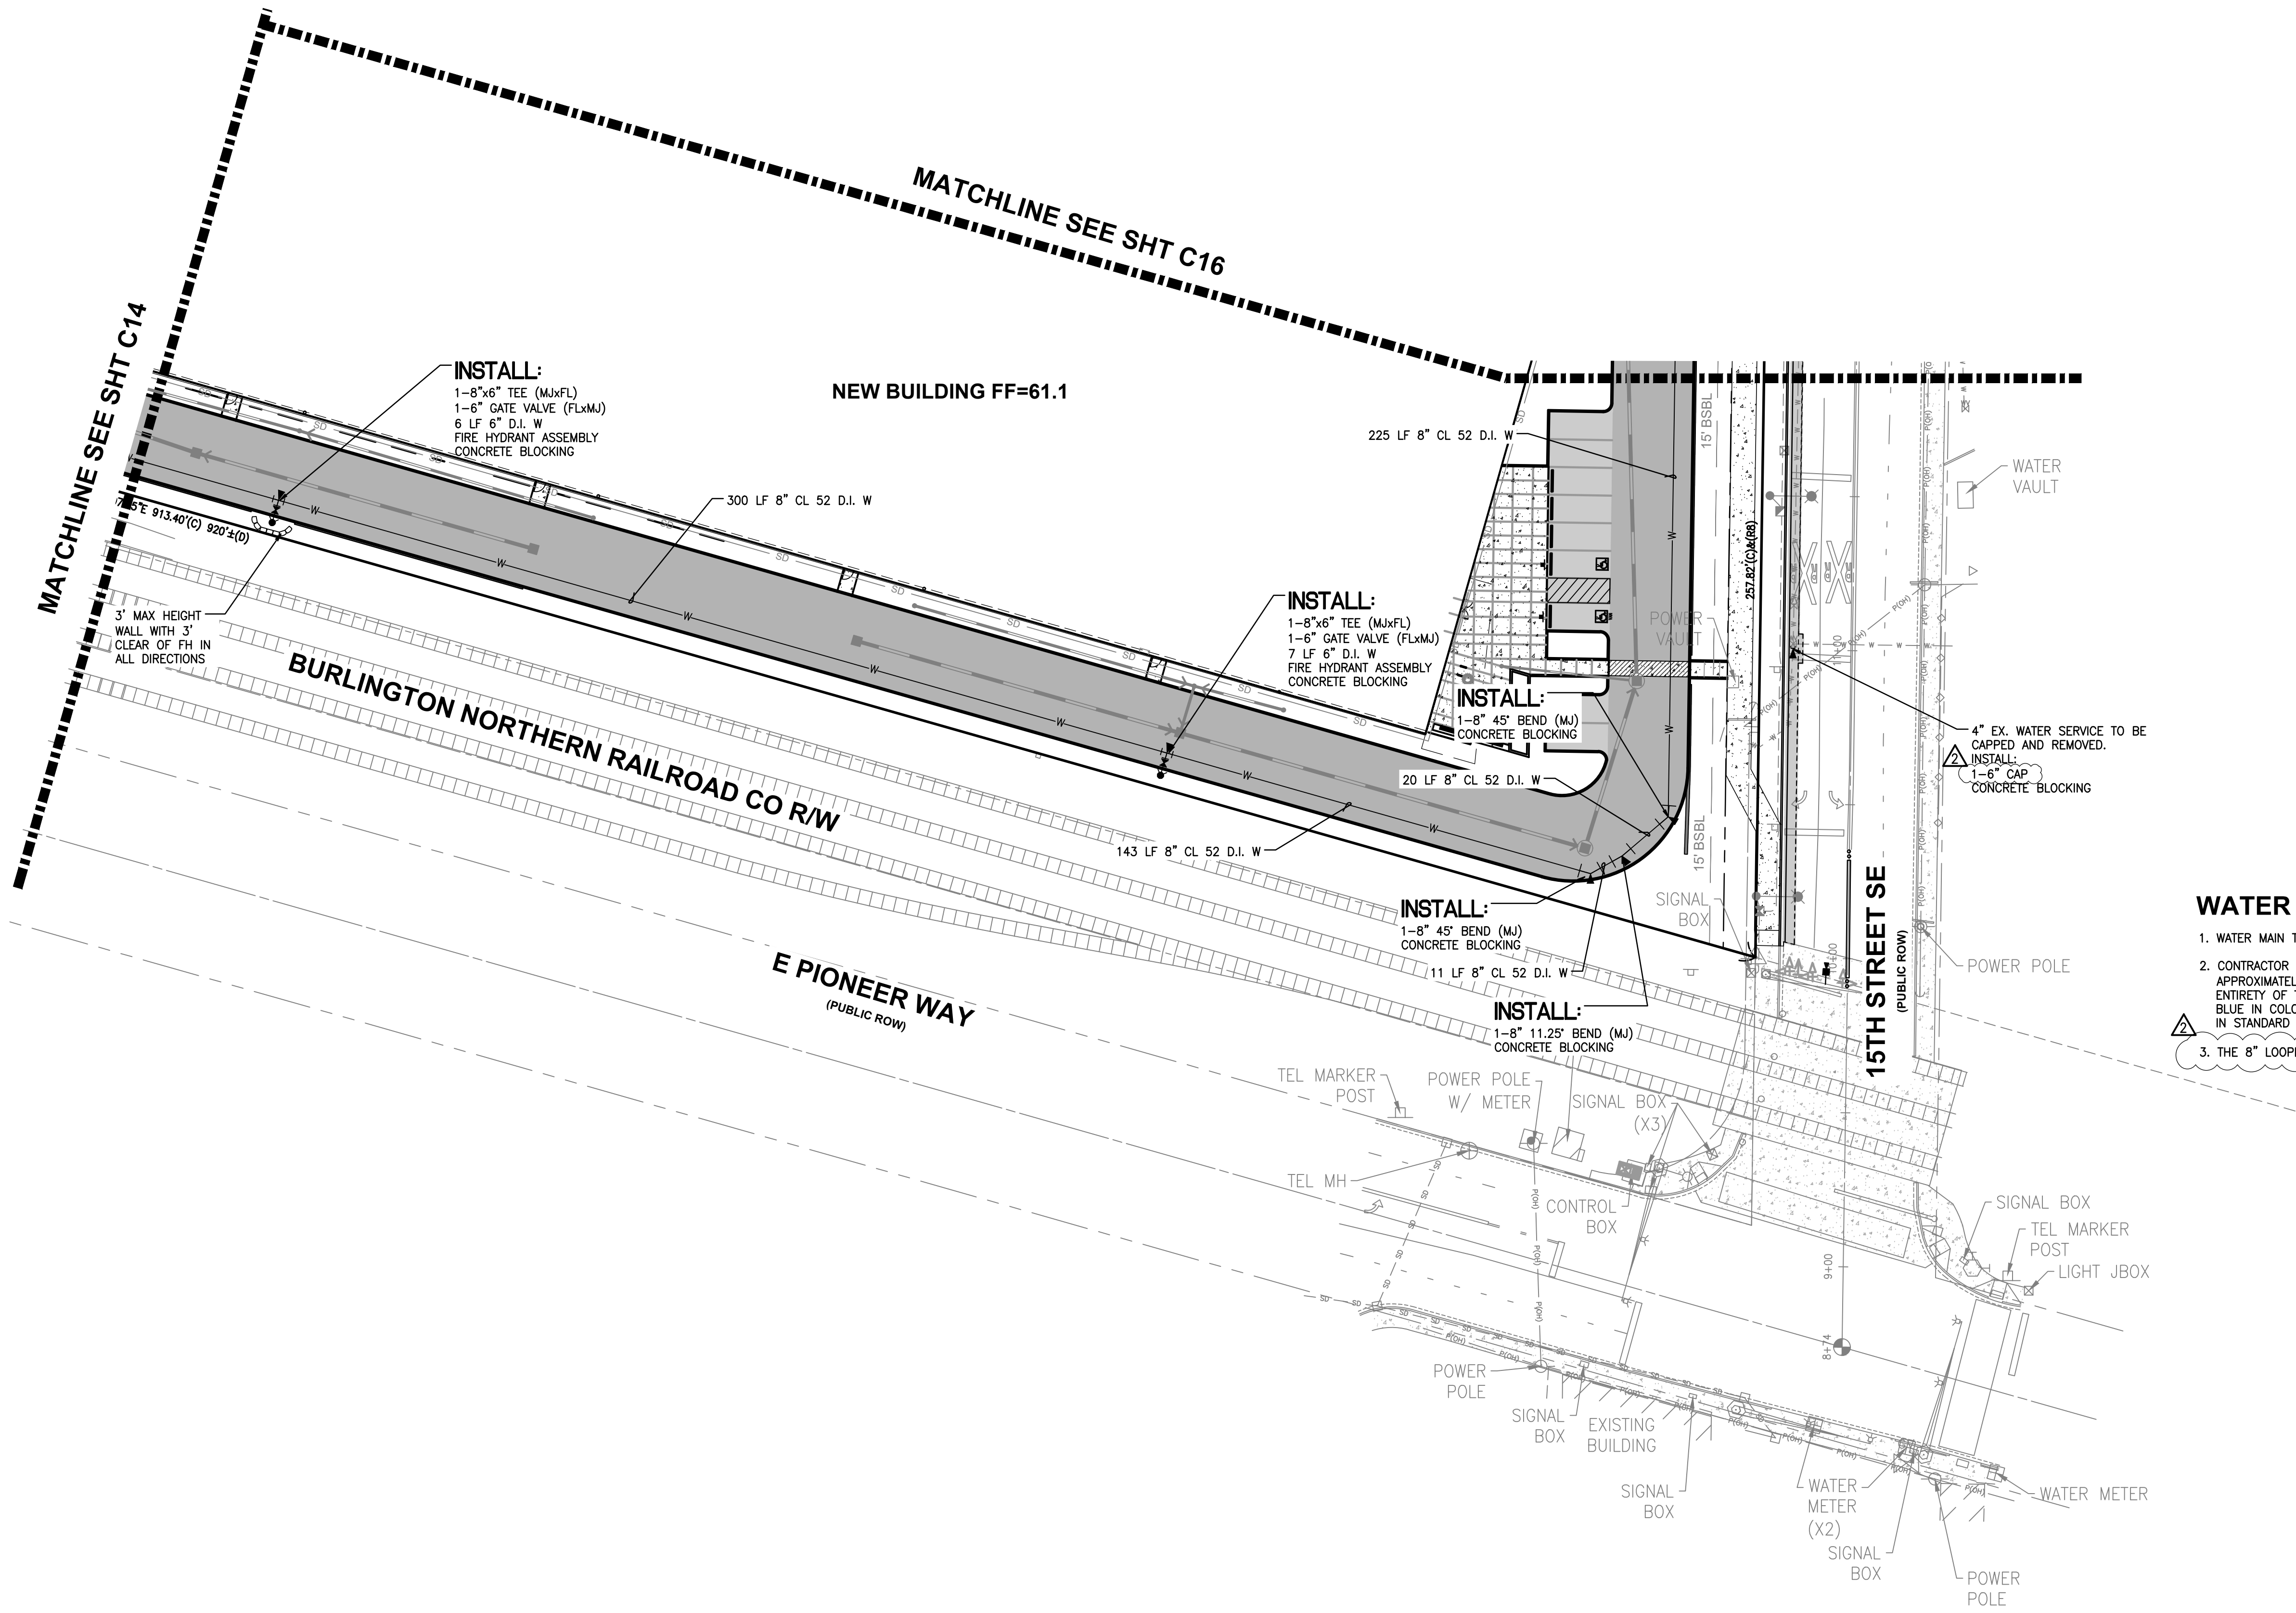 MATCHLINE SEE SHT C16
MATCHLINE SEE SHT C14
INSTALL:
1-8"x6" TEE (MJxFL)
1-6" GATE VALVE (FLxMJ)
6 LF 6" D.I. W
FIRE HYDRANT ASSEMBLY
CONCRETE BLOCKING
NEW BUILDING FF=61.1
225 LF 8" CL 52 D.I. W
15' BSBL
WATER
VAULT
300 LF 8" CL 52 D.I. W
913.40'(C) 920'±(D)
257.82'(C)&(R8)
3' MAX HEIGHT
WALL WITH 3'
CLEAR OF FH IN
ALL DIRECTIONS
INSTALL:
1-8"x6" TEE (MJxFL)
1-6" GATE VALVE (FLxMJ)
7 LF 6" D.I. W
FIRE HYDRANT ASSEMBLY
CONCRETE BLOCKING
POWER
VAULT
11+00
BURLINGTON NORTHERN RAILROAD CO R/W
INSTALL:
1-8" 45° BEND (MJ)
CONCRETE BLOCKING
4" EX. WATER SERVICE TO BE
CAPPED AND REMOVED.
INSTALL:
2
1-6" CAP
CONCRETE BLOCKING
20 LF 8" CL 52 D.I. W
143 LF 8" CL 52 D.I. W
15' BSBL
INSTALL:
1-8" 45° BEND (MJ)
CONCRETE BLOCKING
SIGNAL
BOX
11 LF 8" CL 52 D.I. W
15TH STREET SE
(PUBLIC ROW)
POWER POLE
WATER
1. WATER MAIN
2. CONTRACTOR
ENTIRETY OF
IN STANDARD
2
3. THE 8"
E PIONEER WAY
(PUBLIC ROW)
INSTALL:
1-8" 11.25° BEND (MJ)
CONCRETE BLOCKING
TEL MARKER
POST
POWER POLE
W/ METER
SIGNAL BOX
(X3)
TEL MH
CONTROL
BOX
SIGNAL BOX
TEL MARKER
POST
LIGHT JBOX
9+00
8+74
POWER
POLE
SIGNAL
BOX
EXISTING
BUILDING
SIGNAL
BOX
WATER
METER
(X2)
WATER METER
SIGNAL
BOX
POWER
POLE